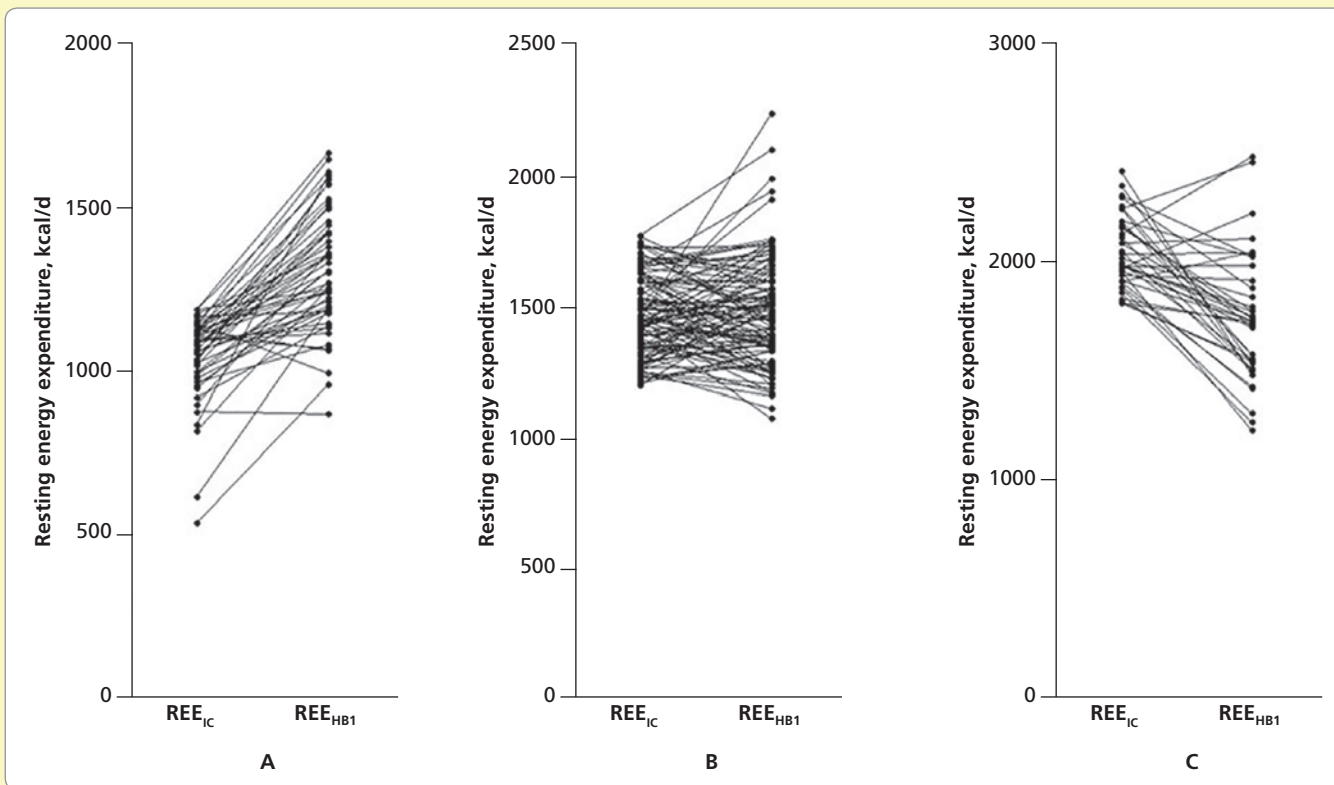 2000
1500
1000
500
0
Resting energy expenditure, kcal/d
REE_IC
REE_HB1
A
2500
2000
1500
1000
500
0
Resting energy expenditure, kcal/d
REE_IC
REE_HB1
B
3000
2000
1000
0
Resting energy expenditure, kcal/d
REE_IC
REE_HB1
C